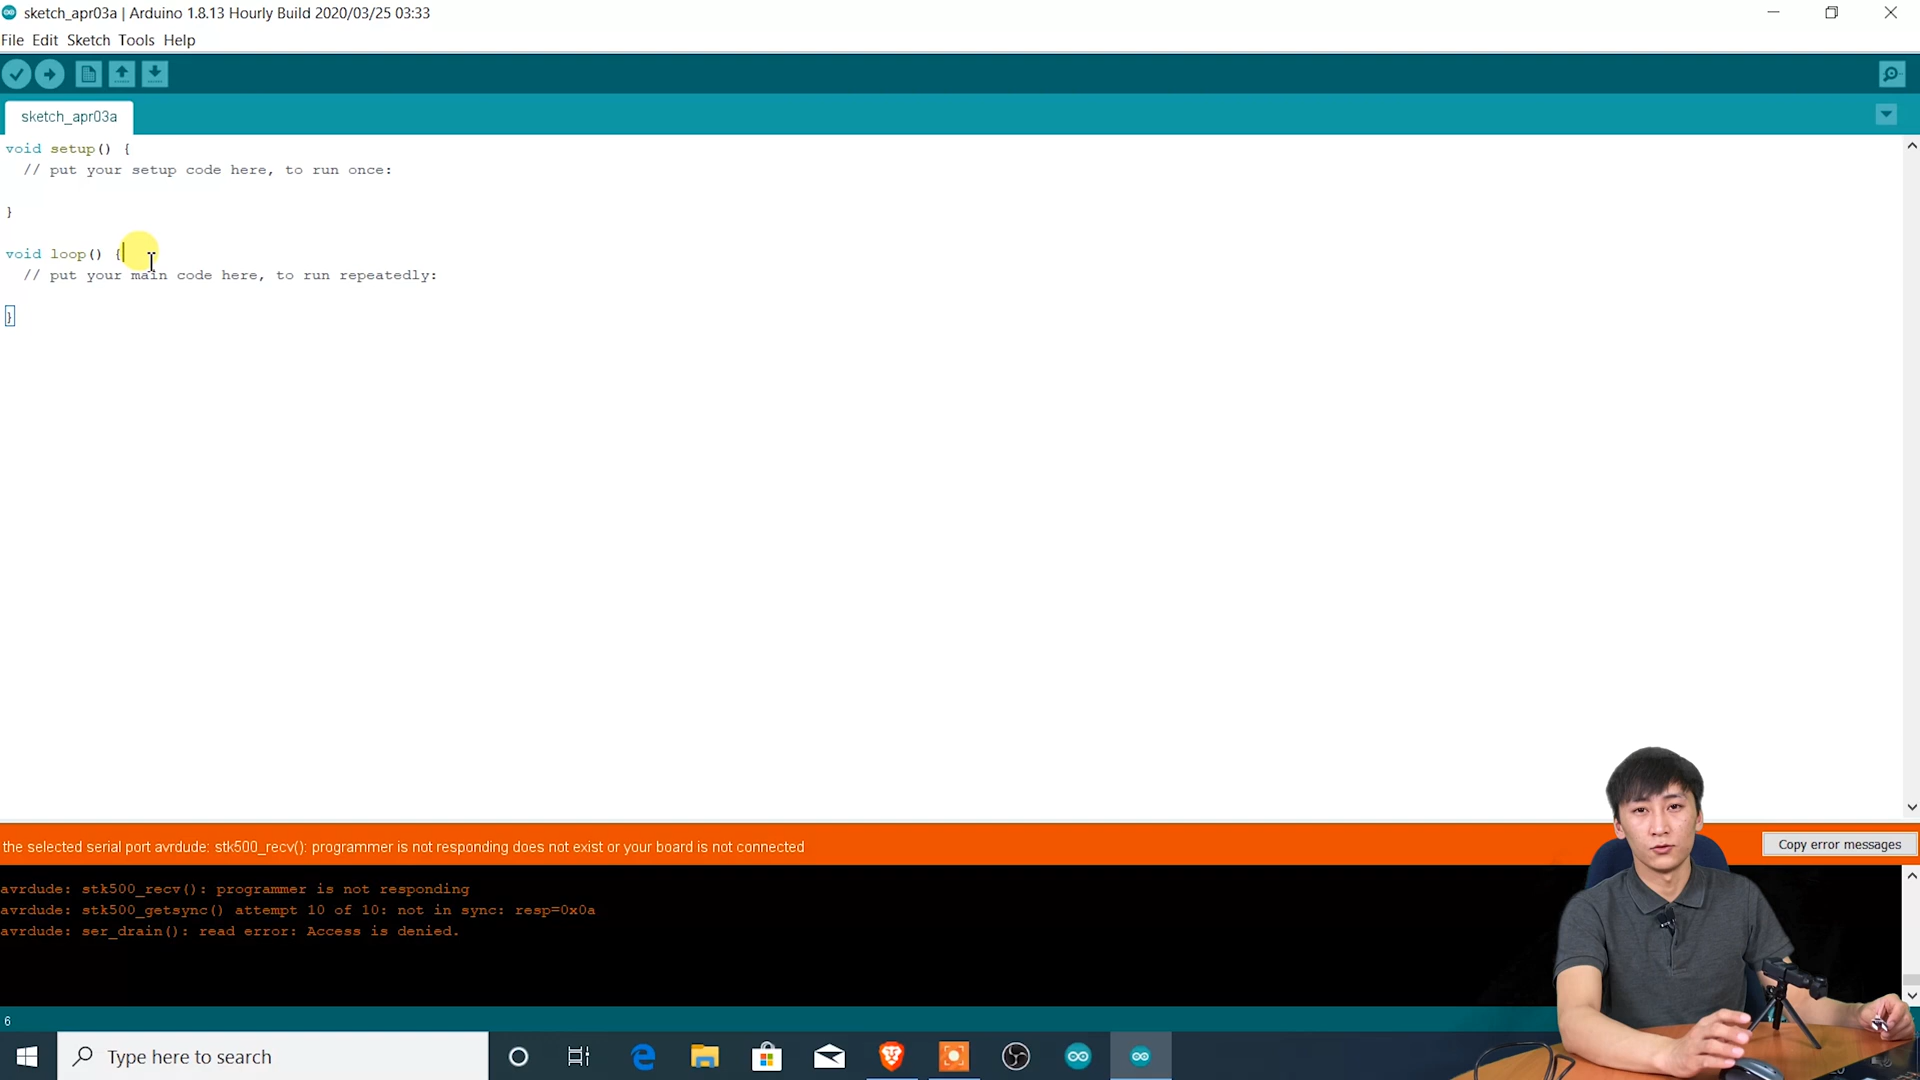 sketch_apr03a | Arduino 1.8.13 Hourly Build 2020/03/25 03:33
File Edit Sketch Tools Help
sketch_apr03a
void setup() {
// put your setup code here, to run once:
}
void loop() {
// put your main code here, to run repeatedly:
}
the selected serial port avrdude: stk500_recv(): programmer is not responding does not exist or your board is not connected
Copy error messages
avrdude: stk500_recv(): programmer is not responding
avrdude: stk500_getsync() attempt 10 of 10: not in sync: resp=0x0a
avrdude: ser_drain(): read error: Access is denied.
6
Type here to search